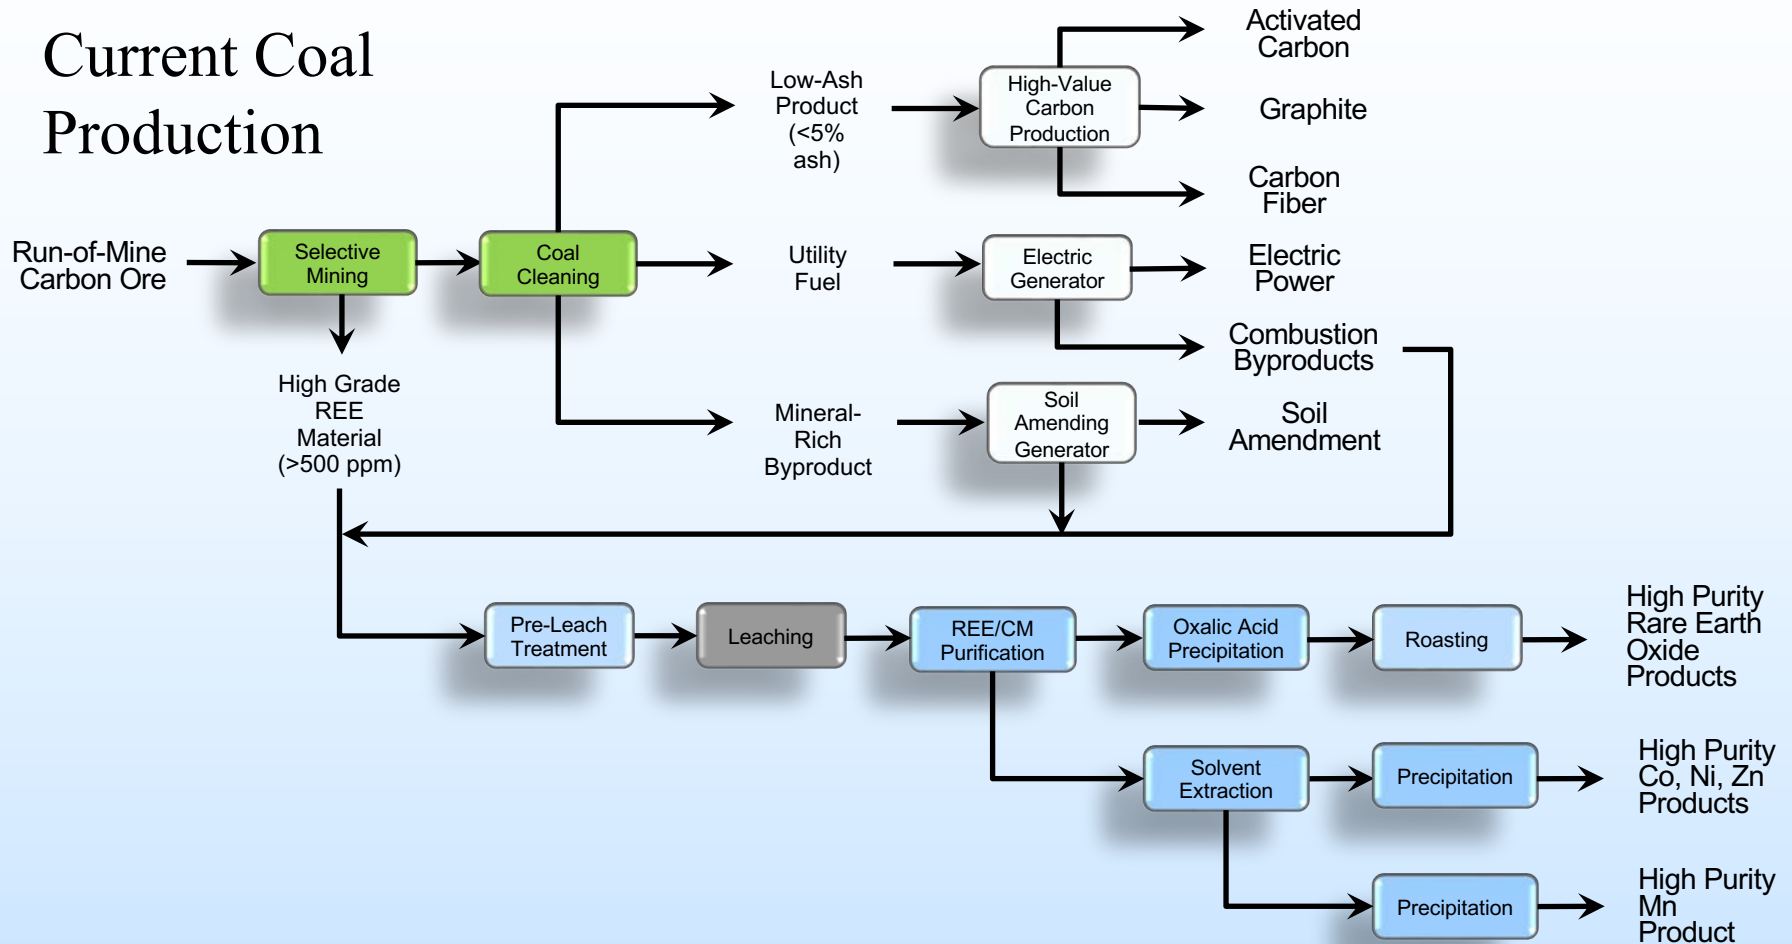 Current Coal
Production
Activated
Carbon
Low-Ash
Product
(<5%
ash)
High-Value
Carbon
Production
Graphite
Carbon
Fiber
Run-of-Mine
Carbon Ore
Selective
Mining
Coal
Cleaning
Utility
Fuel
Electric
Generator
Electric
Power
Combustion
Byproducts
High Grade
REE
Material
(>500 ppm)
Mineral-
Rich
Byproduct
Soil
Amending
Generator
Soil
Amendment
Pre-Leach
Treatment
Leaching
REE/CM
Purification
Oxalic Acid
Precipitation
Roasting
High Purity
Rare Earth
Oxide
Products
Solvent
Extraction
Precipitation
High Purity
Co, Ni, Zn
Products
Precipitation
High Purity
Mn
Product